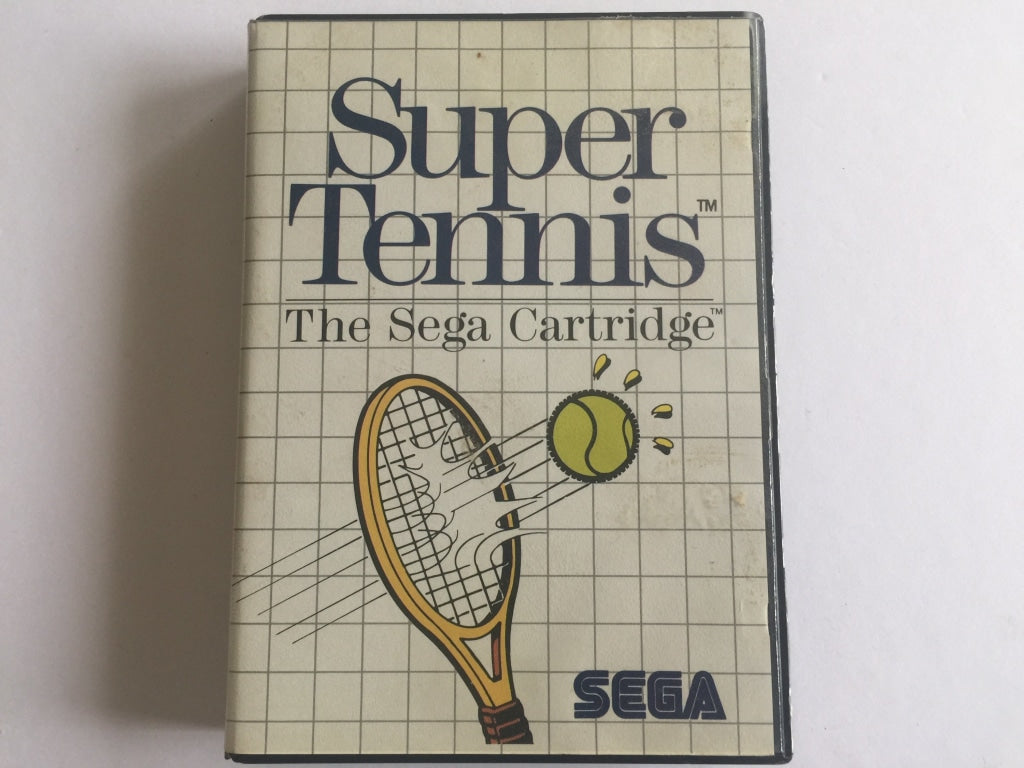 Super
Tennis™
The Sega Cartridge™
SEGA